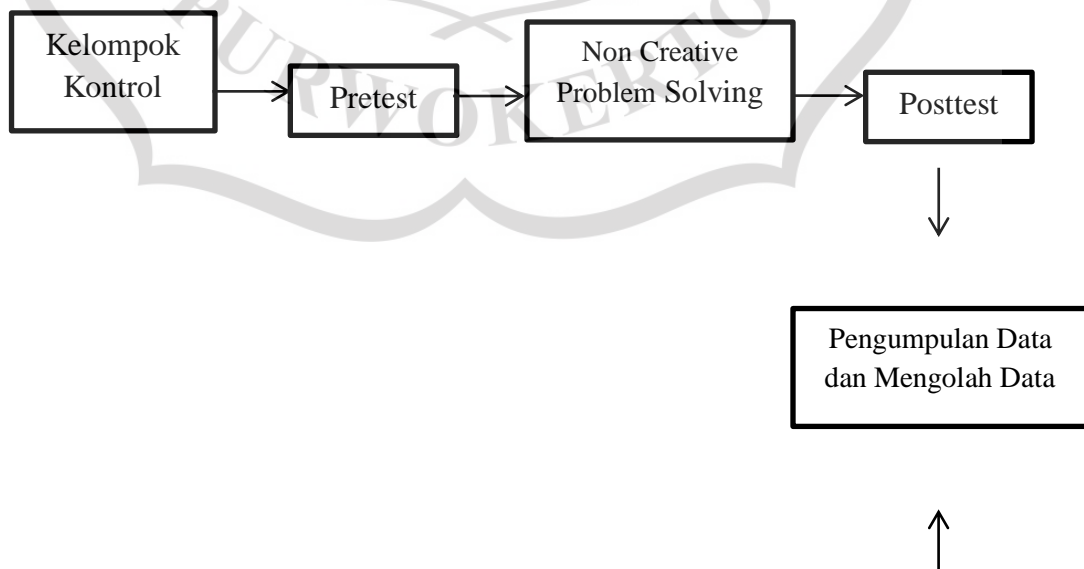 Kelompok
Kontrol
Pretest
Non Creative
Problem Solving
Posttest
PURWOKERTO
Pengumpulan Data
dan Mengolah Data